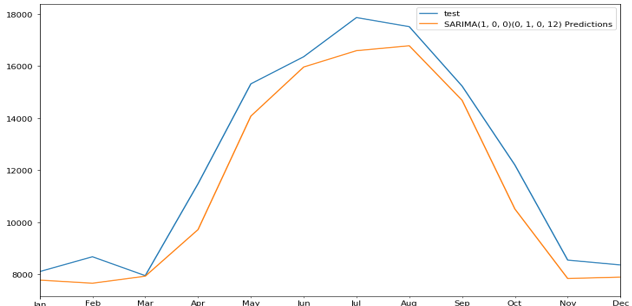 18000
16000
14000
12000
10000
8000
test
SARIMA(1, 0, 0)(0, 1, 0, 12) Predictions
Jan Feb Mar Apr May Jun Jul Aug Sep Oct Nov Dec